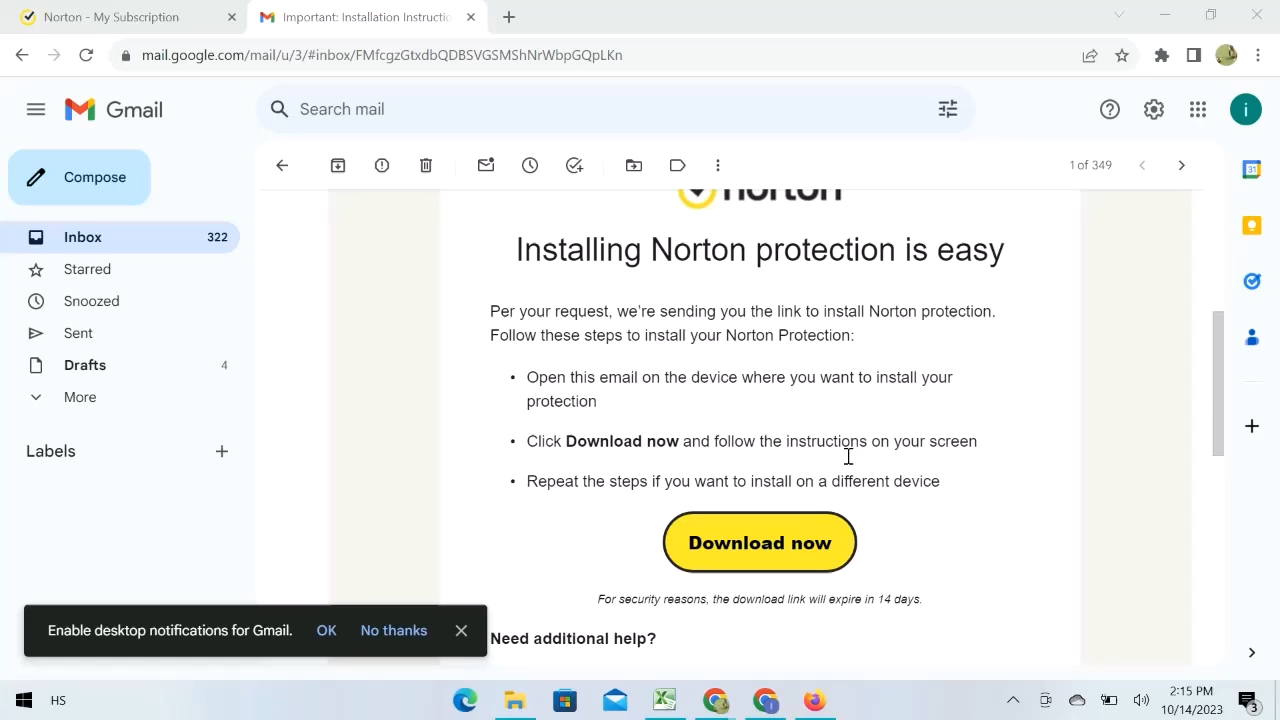 Norton - My Subscription
Important: Installation Instructio
mail.google.com/mail/u/3/#inbox/FMfcgzGtxdbQDBSVGSMShNrWbpGQpLKn
Gmail
Search mail
i
Compose
1 of 349
31
norton
Inbox 322
Starred
Snoozed
Sent
Drafts 4
More
Labels
Installing Norton protection is easy
Per your request, we're sending you the link to install Norton protection.
Follow these steps to install your Norton Protection:
• Open this email on the device where you want to install your
protection
• Click Download now and follow the instructions on your screen
• Repeat the steps if you want to install on a different device
Download now
For security reasons, the download link will expire in 14 days.
Need additional help?
Enable desktop notifications for Gmail. OK No thanks
HS
2:15 PM
10/14/2023
3